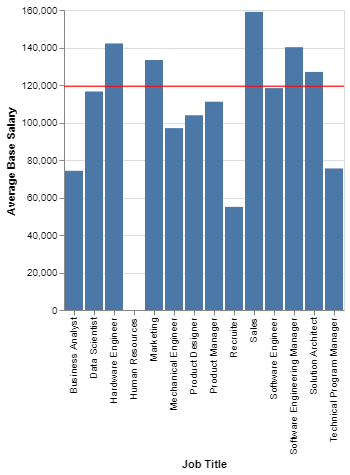 160,000
140,000
120,000
100,000
80,000
60,000
40,000
20,000
0
Average Base Salary
Business Analyst
Data Scientist
Hardware Engineer
Human Resources
Marketing
Mechanical Engineer
Product Designer
Product Manager
Recruiter
Sales
Software Engineer
Software Engineering Manager
Solution Architect
Technical Program Manager
Job Title